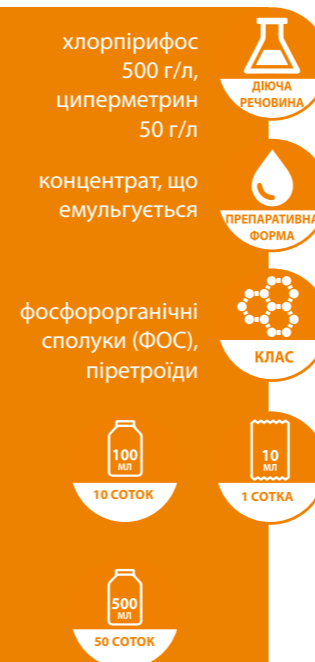 хлорпірифос
500 г/л,
циперметрин
50 г/л
ДІЮЧА
РЕЧОВИНА
концентрат, що
емульгується
ПРЕПАРАТИВНА
ФОРМА
фосфорорганічні
сполуки (ФОС),
піретроїди
КЛАС
100
МЛ
10 СОТОК
10
МЛ
1 СОТКА
500
МЛ
50 СОТОК